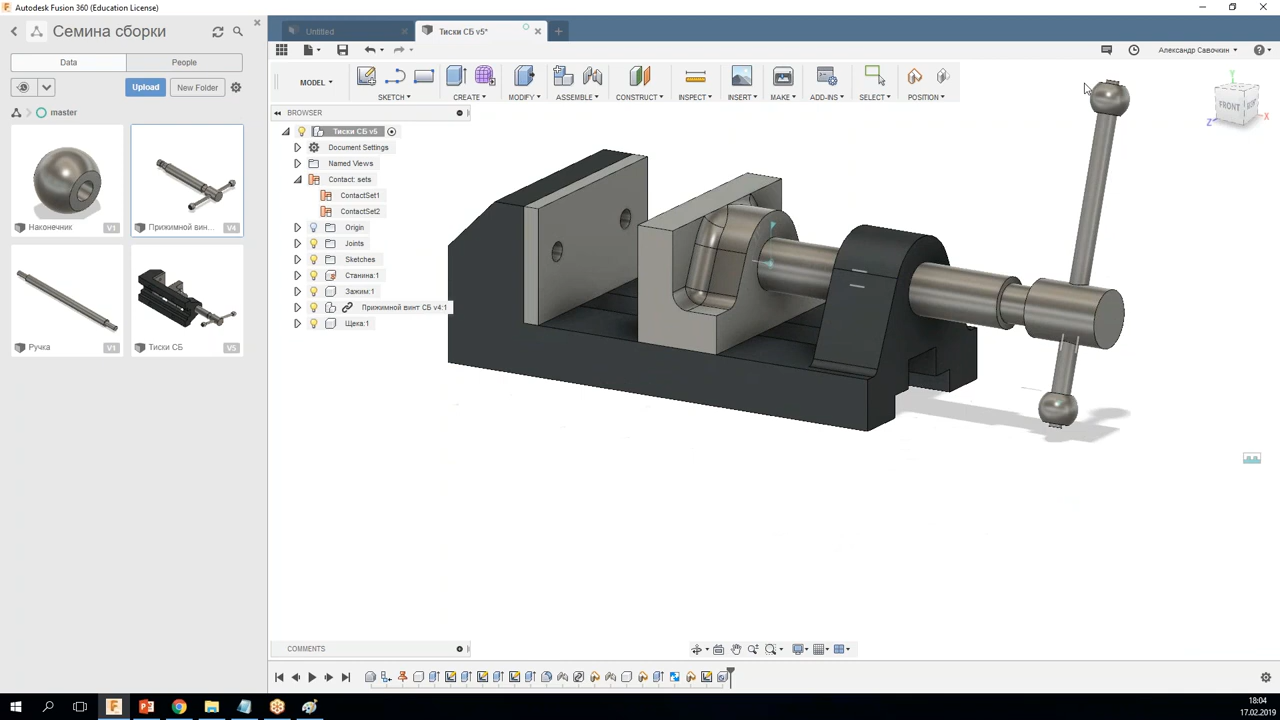 Autodesk Fusion 360 (Education License)
Семина сборки
Data
People
Upload
New Folder
master
Наконечник
V1
Прижимной вин...
V4
Ручка
V1
Тиски СБ
V5
Untitled
Тиски СБ v5*
Александр Савочкин
MODEL
SKETCH
CREATE
MODIFY
ASSEMBLE
CONSTRUCT
INSPECT
INSERT
MAKE
ADD-INS
SELECT
POSITION
BROWSER
Тиски СБ v5
Document Settings
Named Views
Contact: sets
ContactSet1
ContactSet2
Origin
Joints
Sketches
Станина:1
Зажим:1
Прижимной винт СБ v4:1
Щека:1
Y
FRONT
Z
X
COMMENTS
18:04
17.02.2019